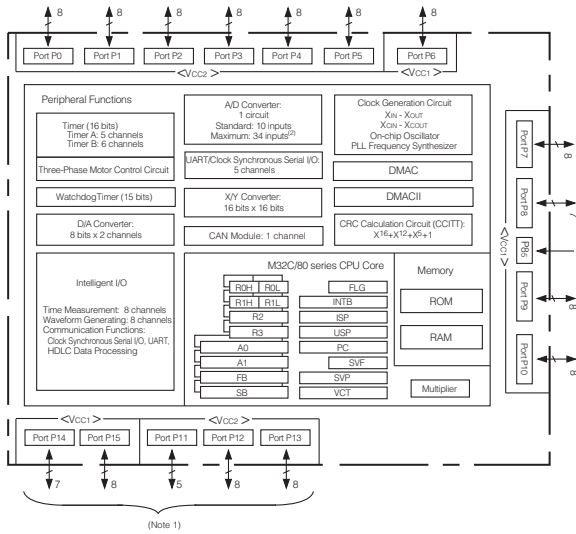 8 8 8 8 8 8 8
Port P0 Port P1 Port P2 Port P3 Port P4 Port P5 Port P6
<VCC2> <VCC1>
Peripheral Functions
Timer (16 bits)
Timer A: 5 channels
Timer B: 6 channels
Three-Phase Motor Control Circuit
WatchdogTimer (15 bits)
D/A Converter:
8 bits x 2 channels
Intelligent I/O
Time Measurement: 8 channels
Waveform Generating: 8 channels
Communication Functions:
Clock Synchronous Serial I/O, UART,
HDLC Data Processing
A/D Converter:
1 circuit
Standard: 10 inputs
Maximum: 34 inputs(2)
UART/Clock Synchronous Serial I/O:
5 channels
X/Y Converter:
16 bits x 16 bits
CAN Module: 1 channel
Clock Generation Circuit
XIN - XOUT
XCIN - XCOUT
On-chip Oscillator
PLL Frequency Synthesizer
DMAC
DMACII
CRC Calculation Circuit (CCITT):
X16+X12+X5+1
M32C/80 series CPU Core
R0H R0L
R1H R1L
R2
R3
A0
A1
FB
SB
FLG
INTB
ISP
USP
PC
SVF
SVP
VCT
Memory
ROM
RAM
Multiplier
<VCC1>
Port P7 8
Port P8 7
P85
Port P9 8
Port P10 8
<VCC1> <VCC2>
Port P14 Port P15 Port P11 Port P12 Port P13
7 8 5 8 8
(Note 1)